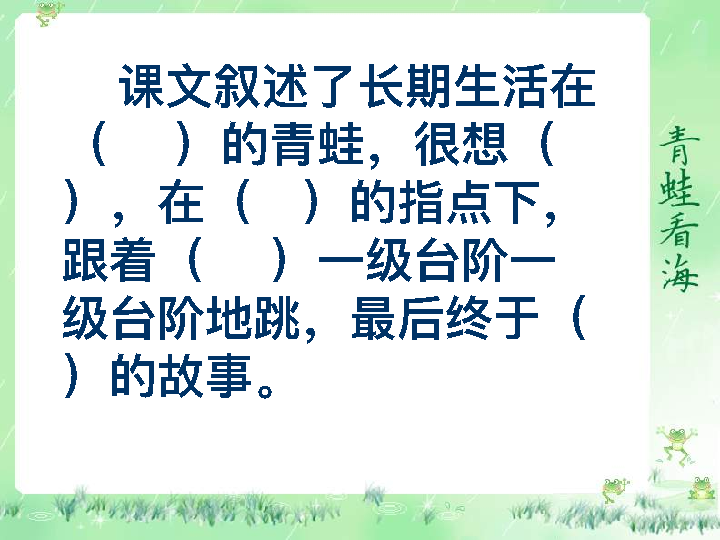 课文叙述了长期生活在
（　）的青蛙，很想（
），在（　）的指点下，
跟着（　）一级台阶一
级台阶地跳，最后终于（
）的故事。
青蛙看海